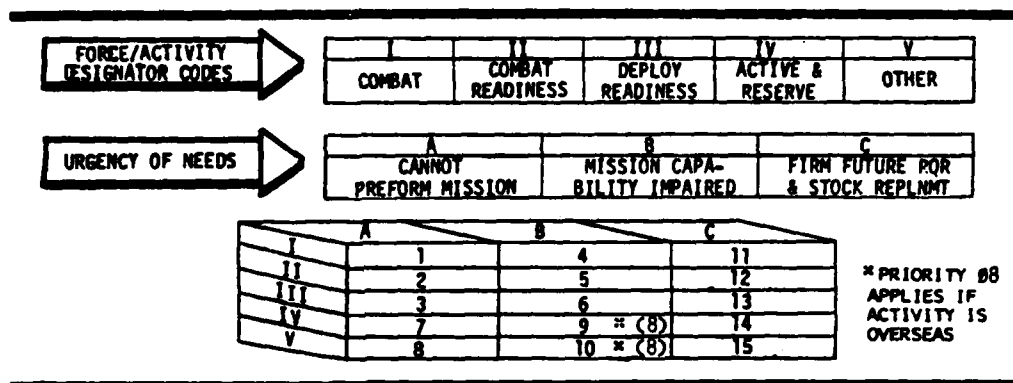 FORCE/ACTIVITY
DESIGNATOR CODES
I II III IV V
COMBAT COMBAT READINESS DEPLOY READINESS ACTIVE & RESERVE OTHER
URGENCY OF NEEDS
A B C
CANNOT PREFORM MISSION MISSION CAPA-BILITY IMPAIRED FIRM FUTURE RQR & STOCK REPLNMT
A B C
I 1 4 11
II 2 5 12
III 3 6 13
IV 7 9 * (8) 14
V 8 10 * (8) 15
* PRIORITY Ø8
APPLIES IF
ACTIVITY IS
OVERSEAS